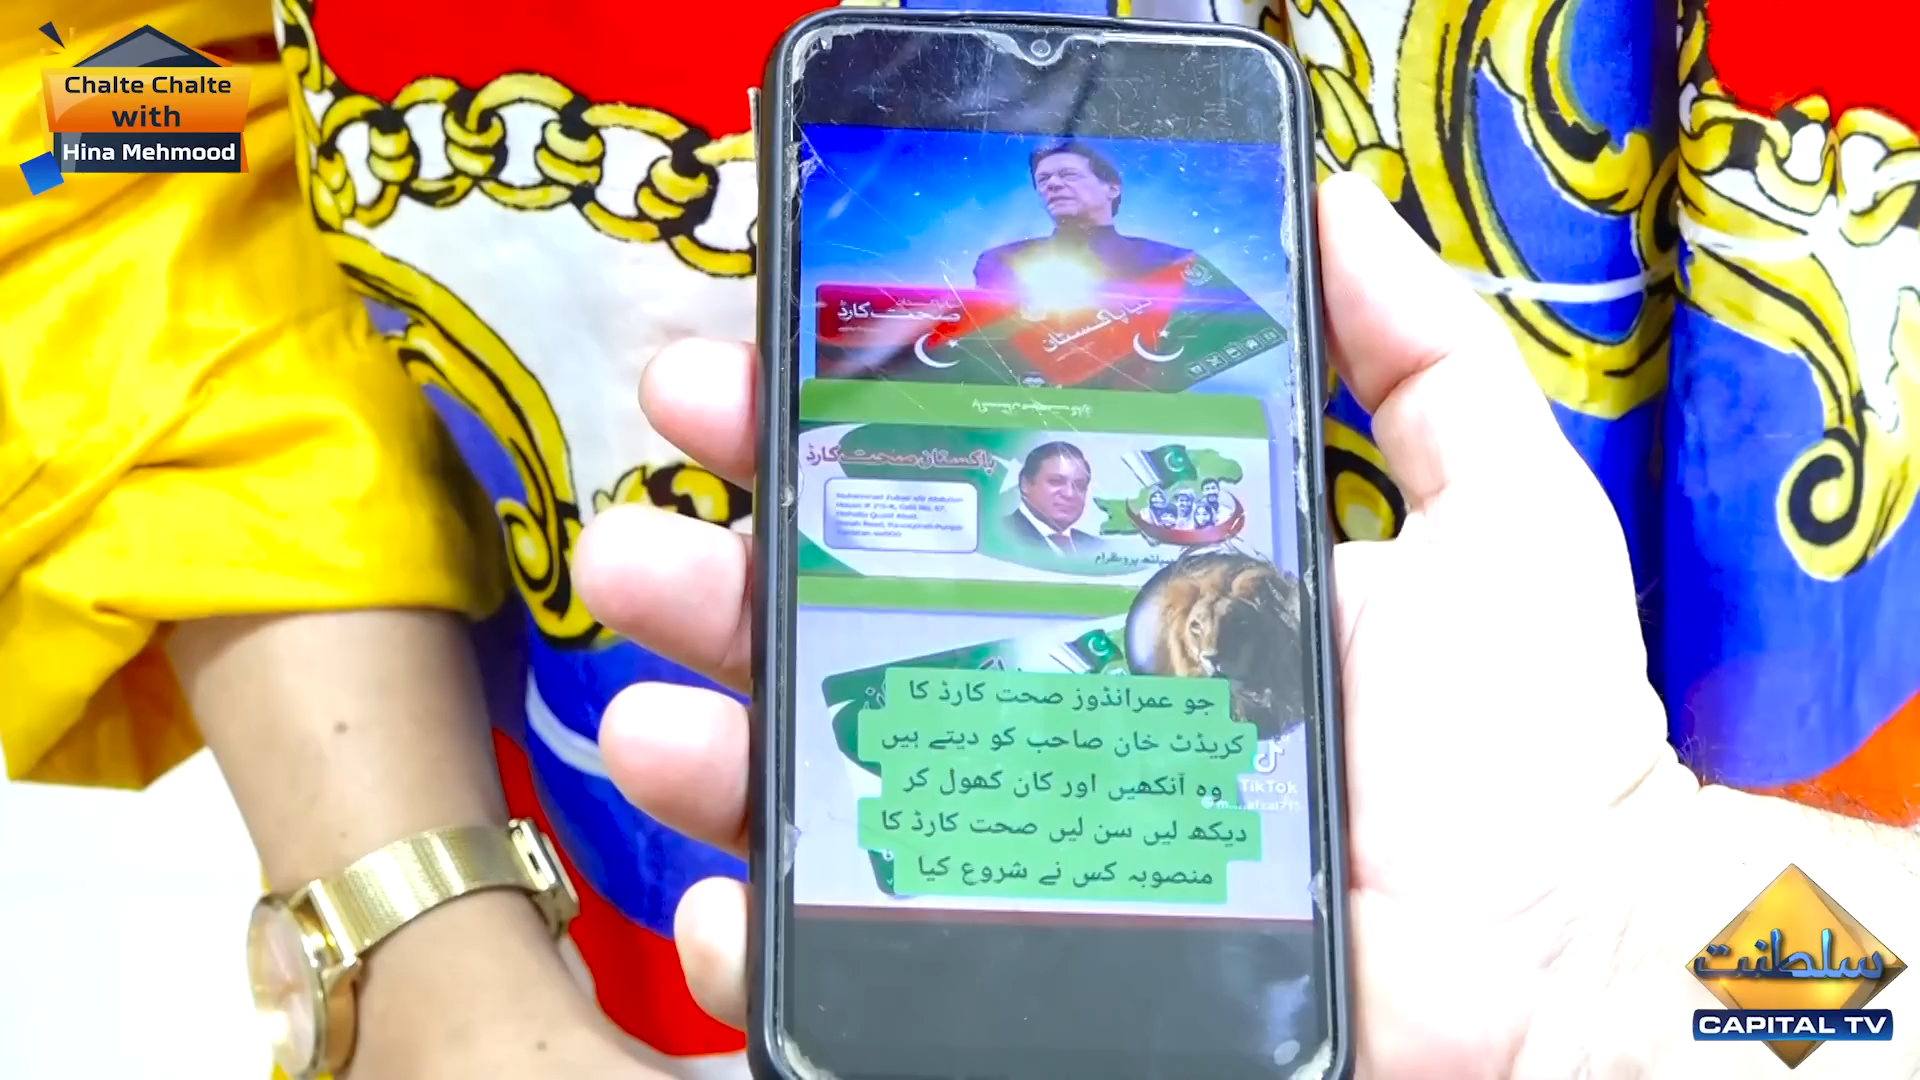 Chalte Chalte
with
Hina Mehmood
صحت کارڈ
نیا پاکستان
پاکستان صحت کارڈ
جو عمرانڈوز صحت کارڈ کا
کریڈٹ خان صاحب کو دیتے ہیں
وہ آنکھیں اور کان کھول کر
دیکھ لیں سن لیں صحت کارڈ کا
منصوبہ کس نے شروع کیا
TikTok
سلطنت
CAPITAL TV